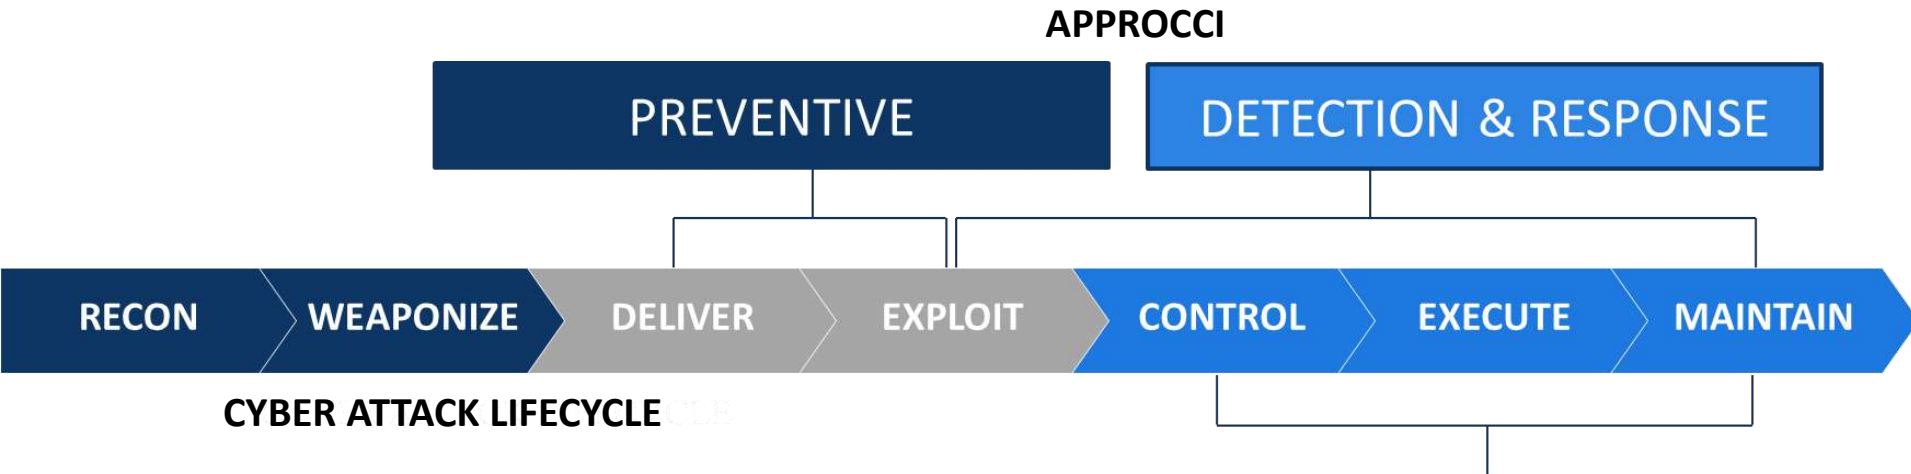 APPROCCI
PREVENTIVE
DETECTION & RESPONSE
RECON
WEAPONIZE
DELIVER
EXPLOIT
CONTROL
EXECUTE
MAINTAIN
CYBER ATTACK LIFECYCLE